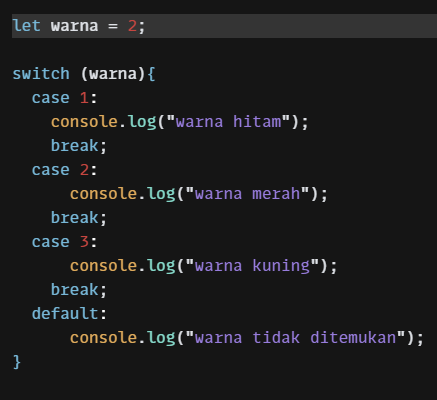 let warna = 2;

switch (warna){
  case 1:
    console.log("warna hitam");
    break;
  case 2:
      console.log("warna merah");
    break;
  case 3:
      console.log("warna kuning");
    break;
  default:
      console.log("warna tidak ditemukan");
}